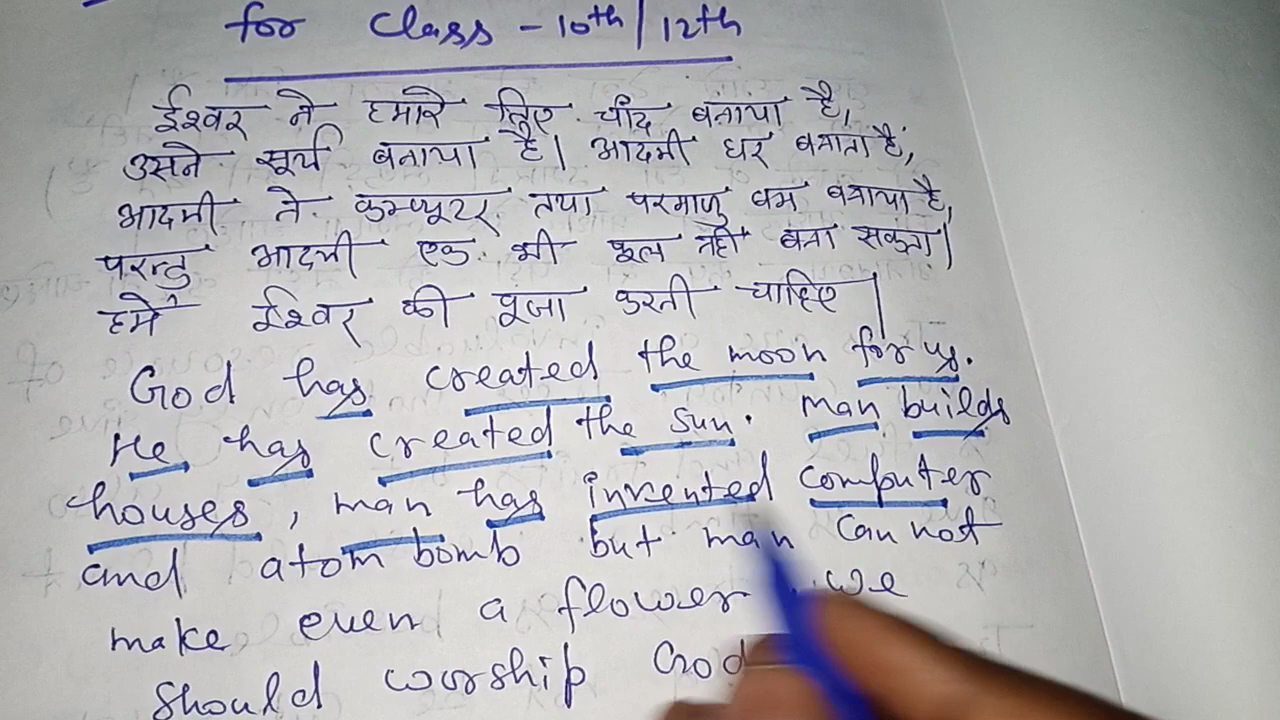 for Class - 10th/12th
ईश्वर ने हमारे लिए चाँद बनाया है,
उसने सूर्य बनाया है। आदमी घर बनाता है,
आदमी ने कम्प्यूटर तथा परमाणु बम बनाया है,
परन्तु आदमी एक भी फूल नहीं बना सकता।
हमें ईश्वर की पूजा करनी चाहिए।
God has created the moon for us.
He has created the sun. Man builds
houses, man has invented computer
and atom bomb but man can not
make even a flower we
should worship God